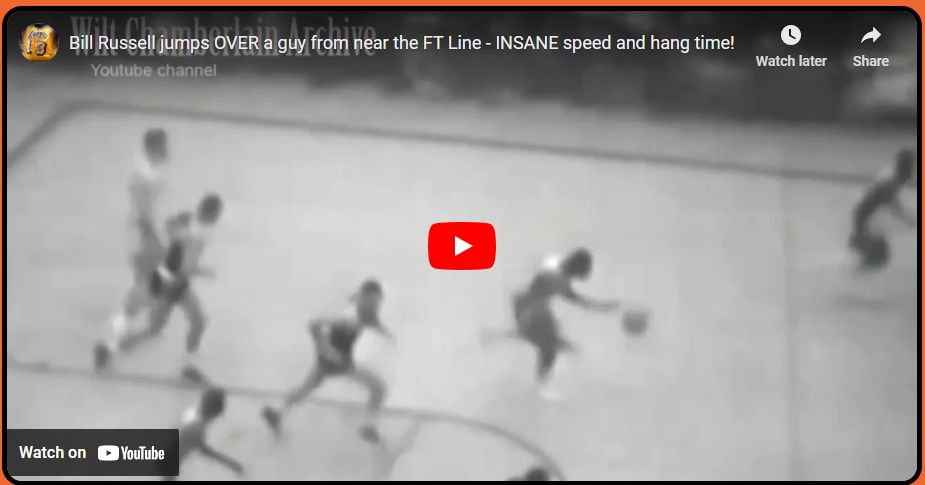 Wilt Chamberlain Archive
Bill Russell jumps OVER a guy from near the FT Line - INSANE speed and hang time!
Youtube channel
Watch later
Share
Watch on YouTube